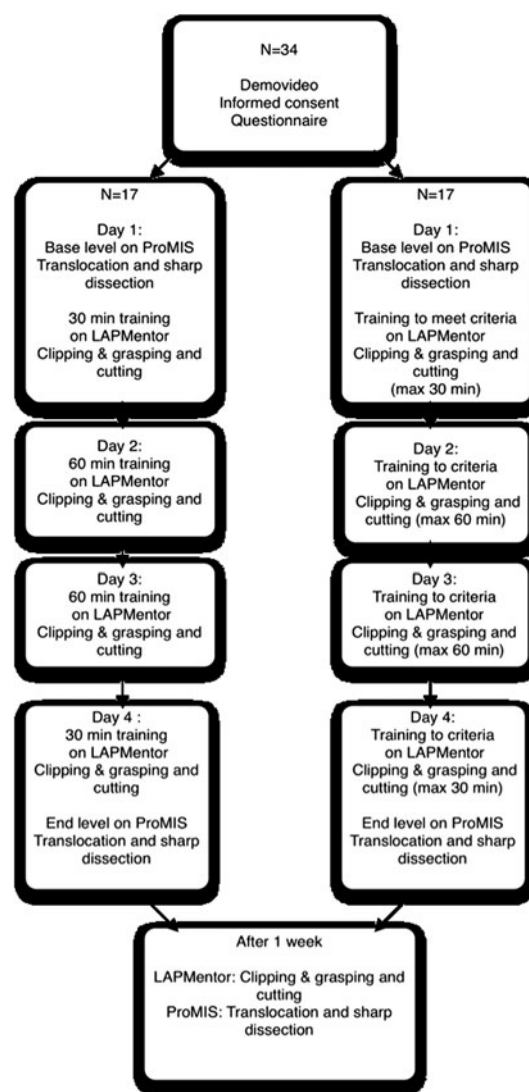 N=34
Demovideo
Informed consent
Questionnaire
N=17
Day 1:
Base level on ProMIS
Translocation and sharp
dissection
30 min training
on LAPMentor
Clipping & grasping and
cutting
Day 2:
60 min training
on LAPMentor
Clipping & grasping and
cutting
Day 3:
60 min training
on LAPMentor
Clipping & grasping and
cutting
Day 4 :
30 min training
on LAPMentor
Clipping & grasping and
cutting
End level on ProMIS
Translocation and sharp
dissection
N=17
Day 1:
Base level on ProMIS
Translocation and sharp
dissection
Training to meet criteria
on LAPMentor
Clipping & grasping and
cutting
(max 30 min)
Day 2:
Training to criteria
on LAPMentor
Clipping & grasping and
cutting (max 60 min)
Day 3:
Training to criteria
on LAPMentor
Clipping & grasping and
cutting (max 60 min)
Day 4:
Training to criteria
on LAPMentor
Clipping & grasping and
cutting (max 30 min)
End level on ProMIS
Translocation and sharp
dissection
After 1 week
LAPMentor: Clipping & grasping and
cutting
ProMIS: Translocation and sharp
dissection